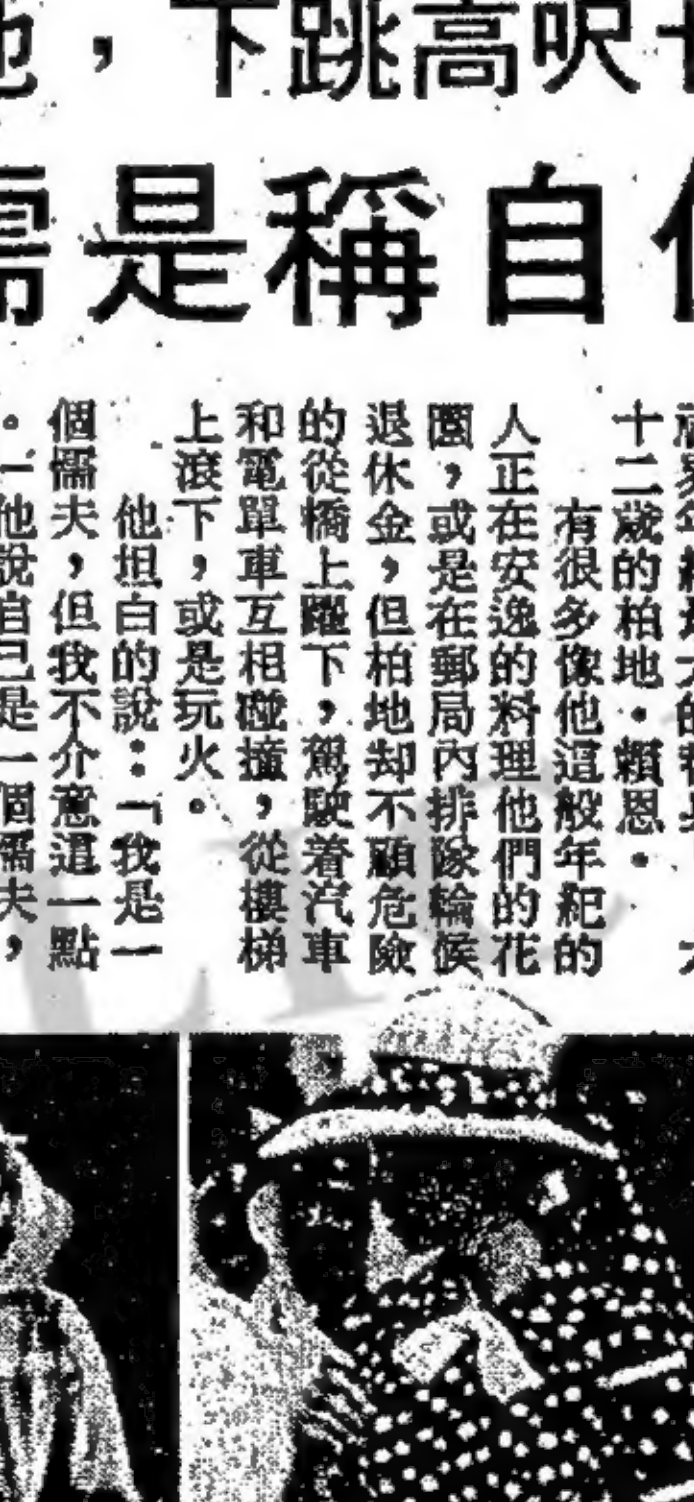 呎高跳下，他
自稱是
十二歲的柏地．賴恩。
有很多像他這般年紀的
人正在安逸的料理他們的花
園，或是在郵局內排隊輪候
退休金，但柏地却不顧危險
的從橋上躍下，駕駛着汽車
和電單車互相碰撞，從樓梯
上滾下，或是玩火。
他坦白的說：「我是一
個懦夫，但我不介意這一點
。」他說自己是一個懦夫，